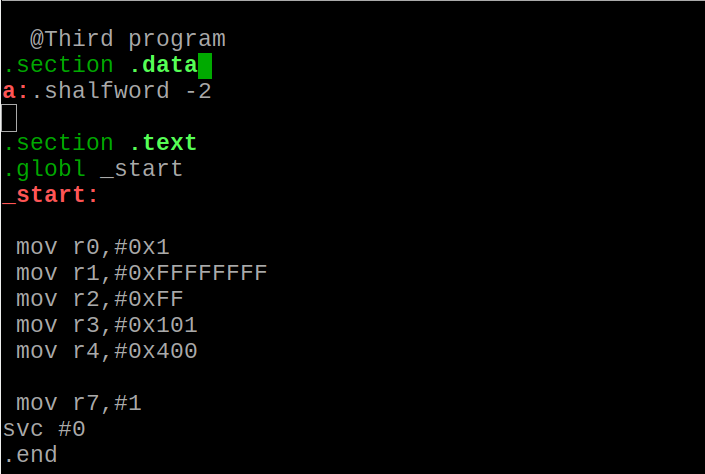 @Third program
.section .data
a:.shalfword -2
.section .text
.globl _start
_start:
mov r0,#0x1
mov r1,#0xFFFFFFFF
mov r2,#0xFF
mov r3,#0x101
mov r4,#0x400
mov r7,#1
svc #0
.end